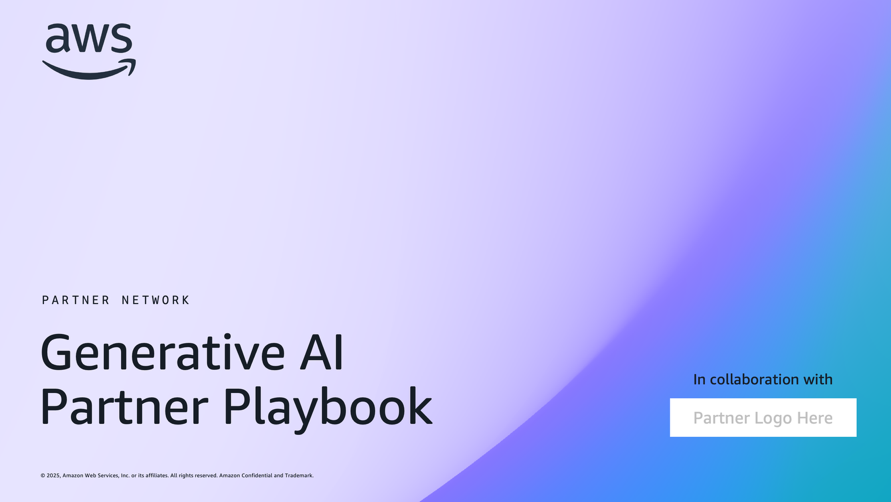 aws
PARTNER NETWORK
Generative AI
Partner Playbook
In collaboration with
Partner Logo Here
© 2025, Amazon Web Services, Inc. or its affiliates. All rights reserved. Amazon Confidential and Trademark.